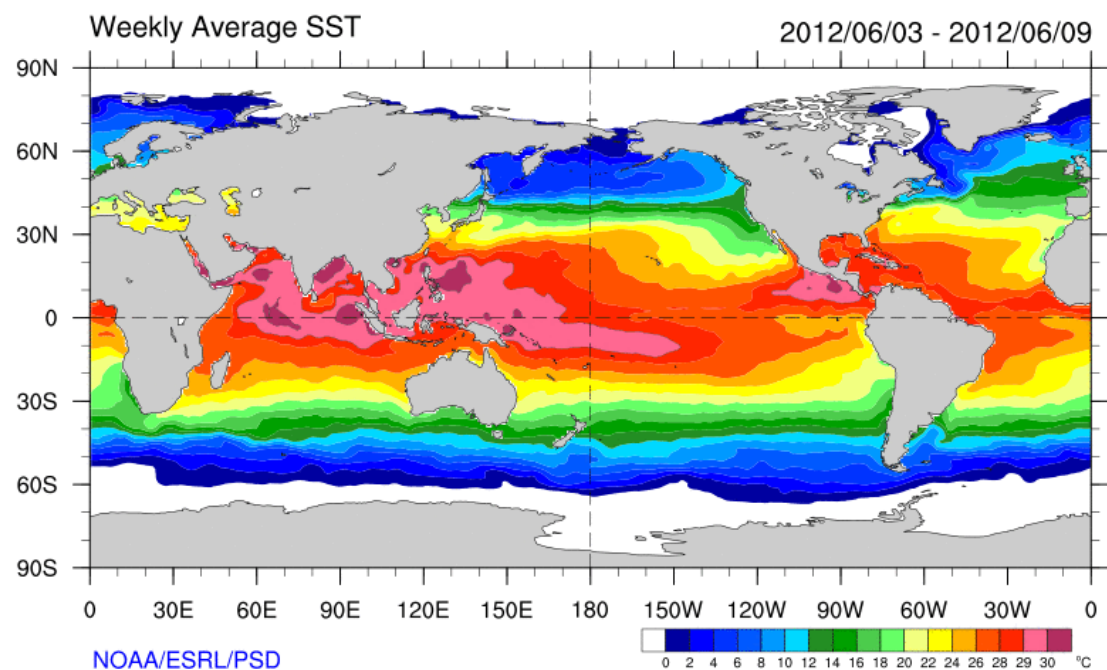 Weekly Average SST
2012/06/03 - 2012/06/09
90N
60N
30N
0
30S
60S
90S
0 30E 60E 90E 120E 150E 180 150W 120W 90W 60W 30W 0
0 2 4 6 8 10 12 14 16 18 20 22 24 26 28 30 °C
NOAA/ESRL/PSD